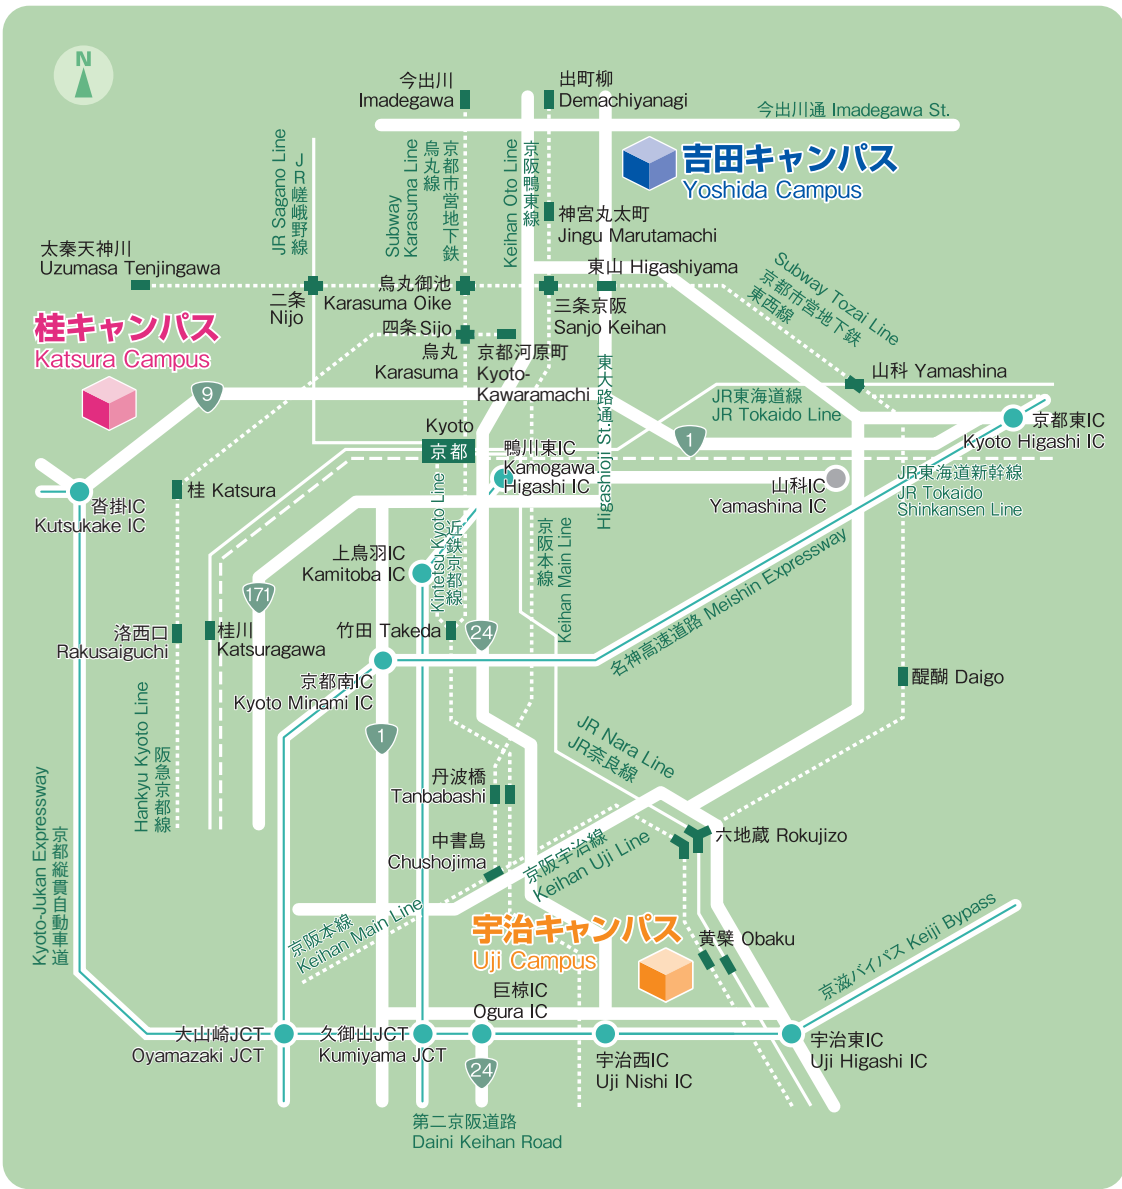 N
今出川
Imadegawa
出町柳
Demachiyanagi
今出川通 Imadegawa St.
吉田キャンパス
Yoshida Campus
JR Sagano Line
JR嵯峨野線
Subway
Karasuma Line
烏丸線
京都市営地下鉄
Keihan Oto Line
京阪鴨東線
神宮丸太町
Jingu Marutamachi
太秦天神川
Uzumasa Tenjingawa
二条
Nijo
烏丸御池
Karasuma Oike
東山 Higashiyama
三条京阪
Sanjo Keihan
Subway Tozai Line
京都市営地下鉄
東西線
桂キャンパス
Katsura Campus
四条 Sijo
烏丸
Karasuma
京都河原町
Kyoto-
Kawaramachi
東大路通
Higashioji St.
山科 Yamashina
JR東海道線
JR Tokaido Line
9
1
京都東IC
Kyoto Higashi IC
Kyoto
京都
鴨川東IC
Kamogawa
Higashi IC
山科IC
Yamashina IC
JR東海道新幹線
JR Tokaido
Shinkansen Line
沓掛IC
Kutsukake IC
桂 Katsura
Kintetsu Kyoto Line
近鉄京都線
京阪本線
Keihan Main Line
上鳥羽IC
Kamitoba IC
名神高速道路 Meishin Expressway
171
洛西口
Rakusaiguchi
桂川
Katsuragawa
竹田 Takeda
24
京都南IC
Kyoto Minami IC
醍醐 Daigo
1
Hankyu Kyoto Line
阪急京都線
JR Nara Line
JR奈良線
丹波橋
Tanbabashi
中書島
Chushojima
京阪宇治線
Keihan Uji Line
六地蔵 Rokujizo
Kyoto-Jukan Expressway
京都縦貫自動車道
京阪本線
Keihan Main Line
宇治キャンパス
Uji Campus
黄檗 Obaku
京滋バイパス Keiji Bypass
巨椋IC
Ogura IC
大山崎JCT
Oyamazaki JCT
久御山JCT
Kumiyama JCT
宇治西IC
Uji Nishi IC
宇治東IC
Uji Higashi IC
24
第二京阪道路
Daini Keihan Road